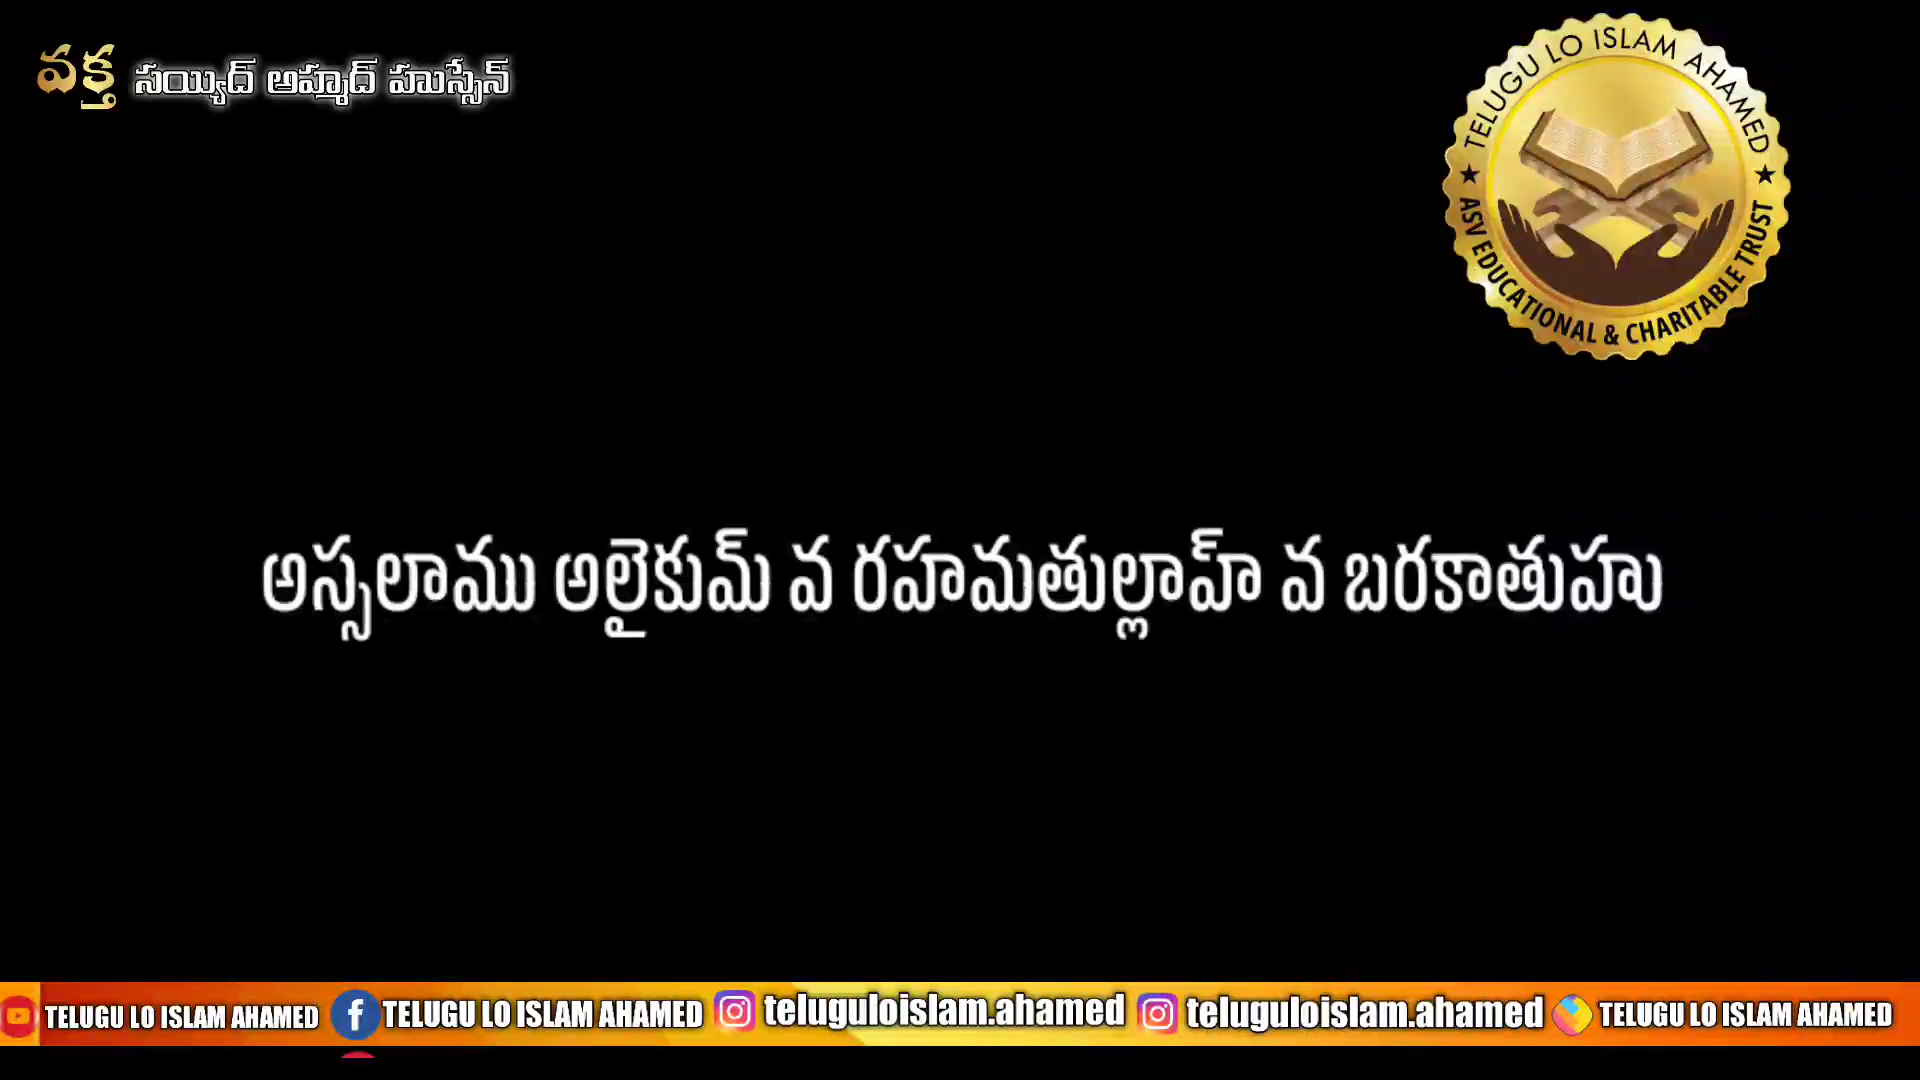 వక్త సయ్యిద్ అహ్మద్ హుస్సేన్
TELUGU LO ISLAM AHAMED
★ ASV EDUCATIONAL & CHARITABLE TRUST ★
అస్సలాము అలైకుమ్ వ రహమతుల్లాహ్ వ బరకాతుహు
TELUGU LO ISLAM AHAMED TELUGU LO ISLAM AHAMED teluguloislam.ahamed teluguloislam.ahamed TELUGU LO ISLAM AHAMED